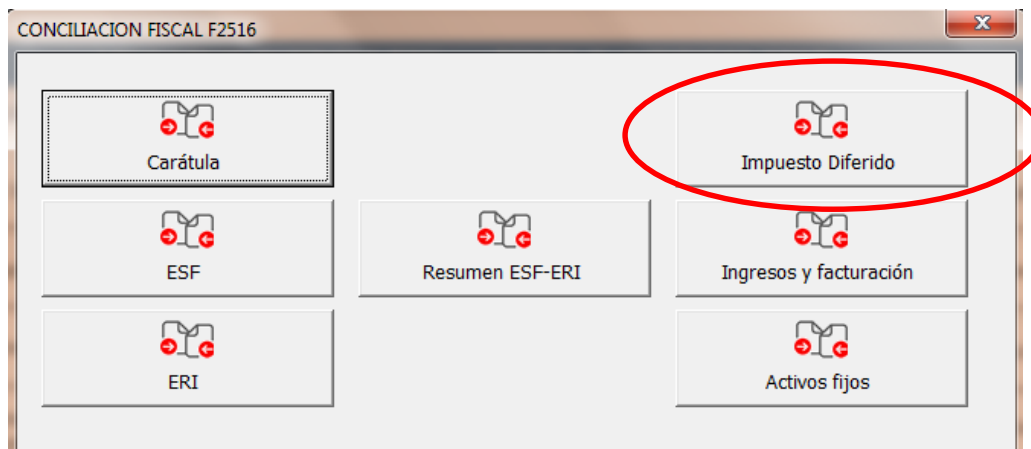 CONCILIACION FISCAL F2516
Carátula
Impuesto Diferido
ESF
Resumen ESF-ERI
Ingresos y facturación
ERI
Activos fijos